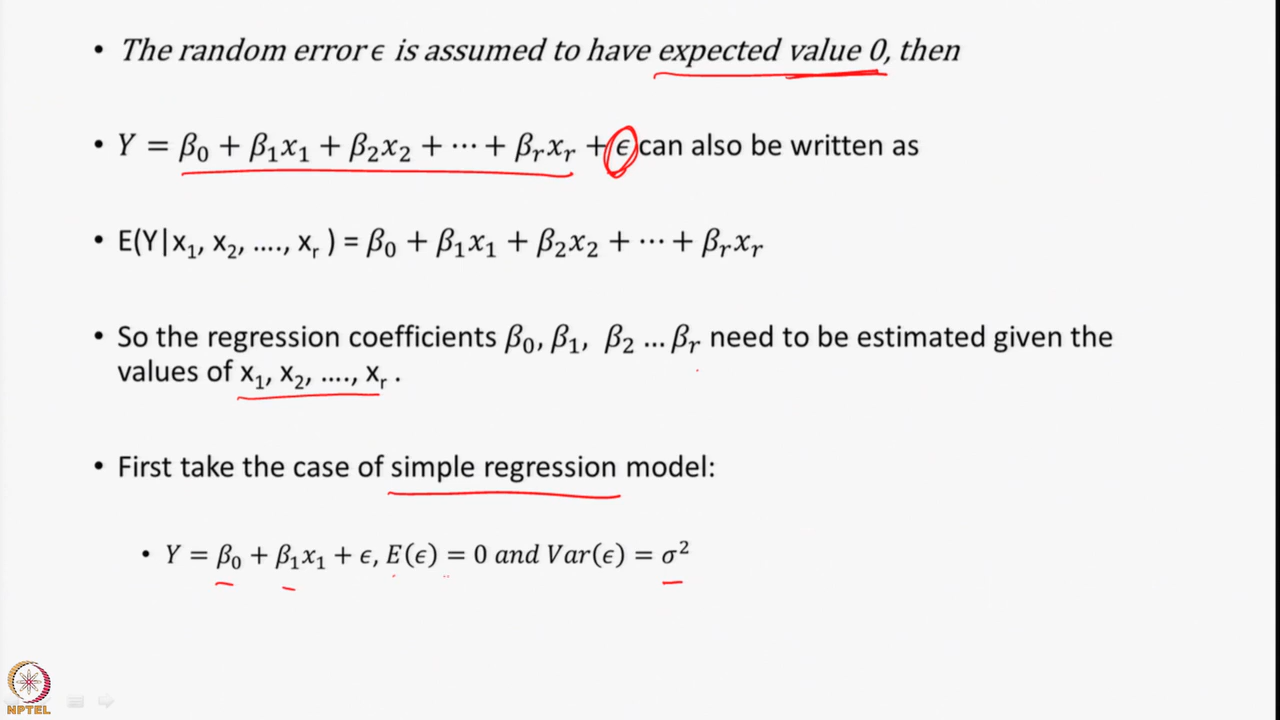 • The random error ϵ is assumed to have expected value 0, then
• Y = β₀ + β₁x₁ + β₂x₂ + ⋯ + βᵣxᵣ + ϵ can also be written as
• E(Y|x₁, x₂, ...., xᵣ ) = β₀ + β₁x₁ + β₂x₂ + ⋯ + βᵣxᵣ
• So the regression coefficients β₀, β₁, β₂ … βᵣ need to be estimated given the
values of x₁, x₂, ...., xᵣ .
• First take the case of simple regression model:
• Y = β₀ + β₁x₁ + ϵ, E(ϵ) = 0 and Var(ϵ) = σ²
NPTEL